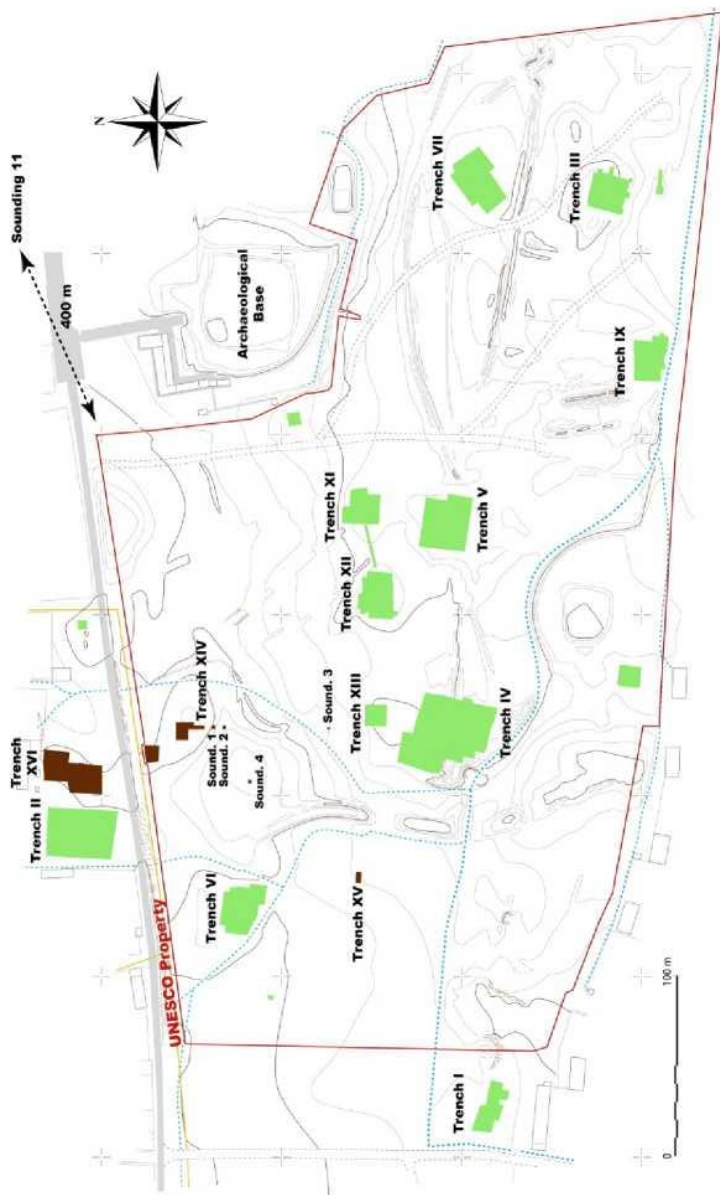 N
Sounding 11
400 m
Archaeological
Base
Trench VII
Trench III
Trench IX
Trench XI
Trench V
Trench XII
Trench XIV
Sound. 3
Trench XIII
Trench IV
Sound. 1
Sound. 2
Sound. 4
Trench
XVI
Trench II
Trench VI
Trench XV
UNESCO Property
Trench I
0
100 m